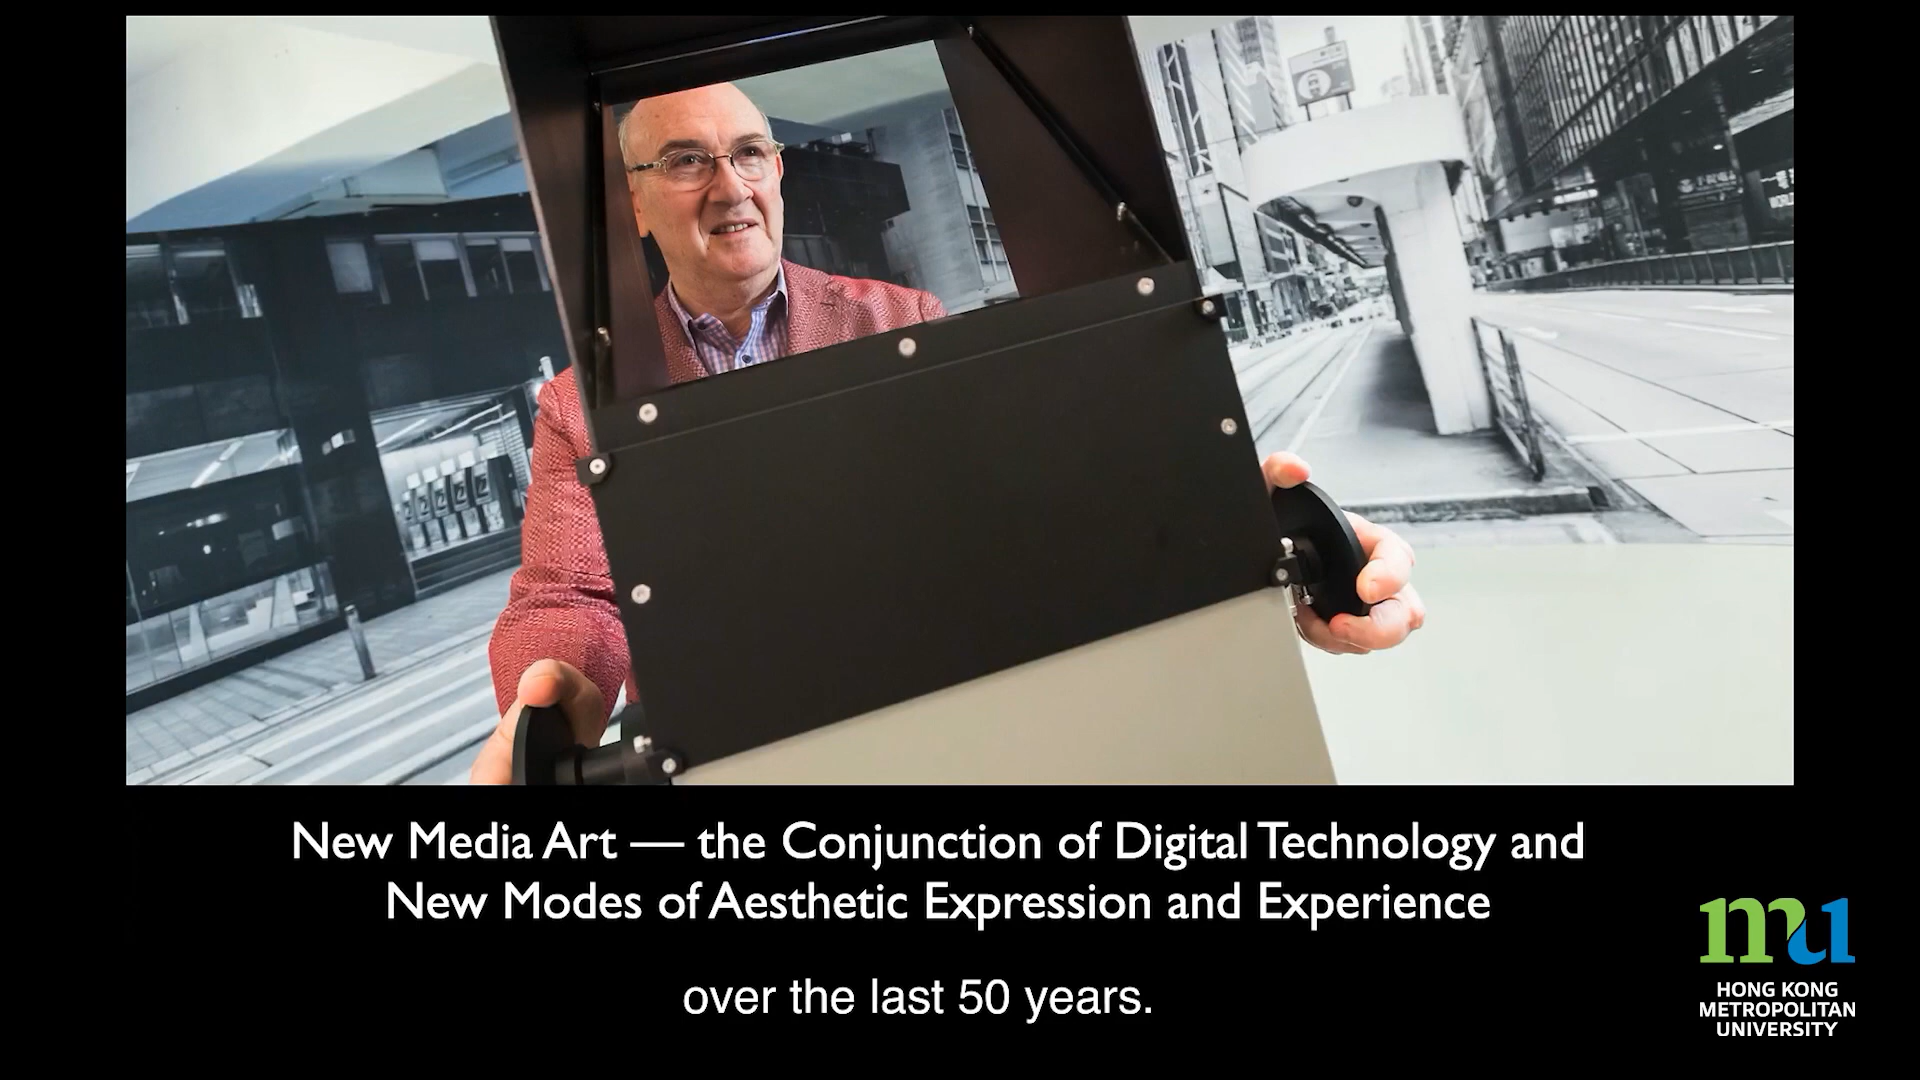 New Media Art — the Conjunction of Digital Technology and
New Modes of Aesthetic Expression and Experience
over the last 50 years.
mu
HONG KONG
METROPOLITAN
UNIVERSITY